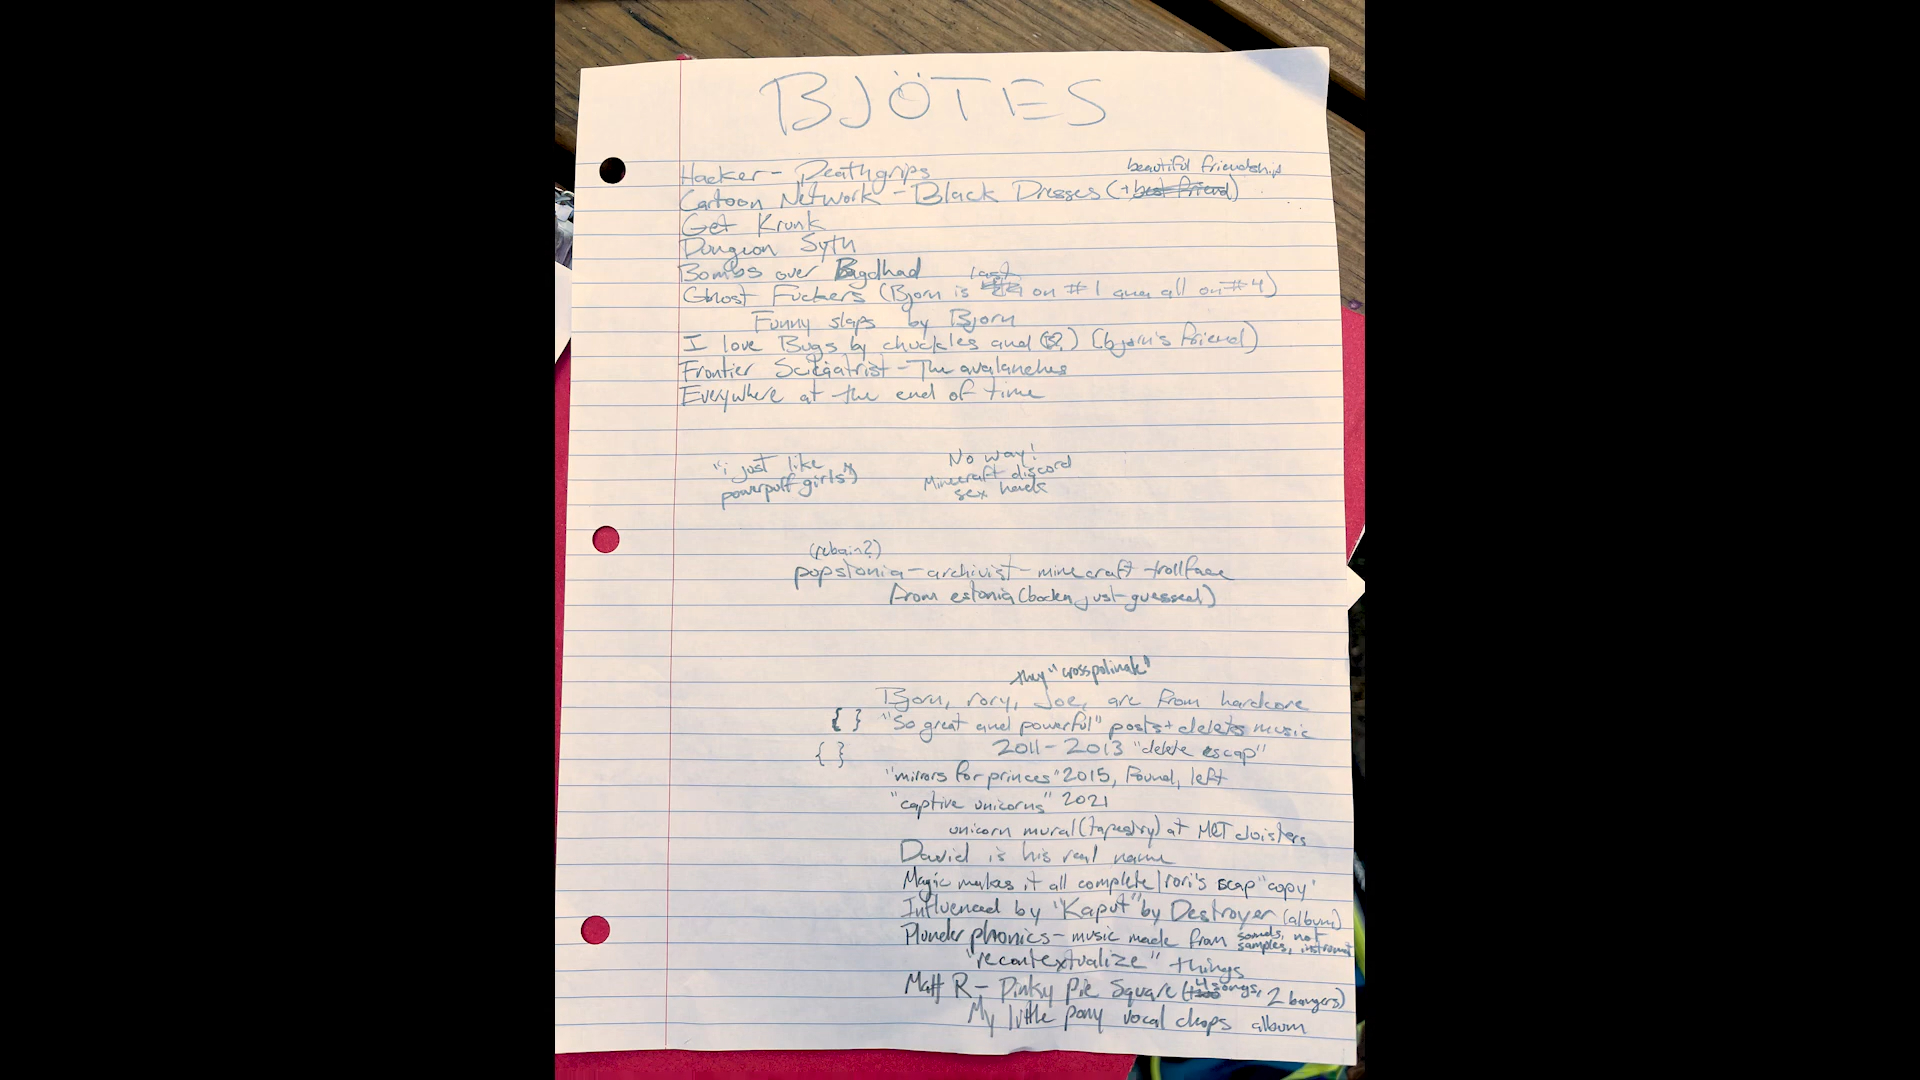 BJÖTES
Hacker - Deathgrips
beautiful friendship
Cartoon Network - Black Dresses (+ best friend)
Get Krunk
Dungeon Syth
Bombs over Bagdhad
last
Ghost Fuckers (Bjorn is on #1 and all on #4)
Funny slaps by Bjorn
I love Bugs by chuckles and (?) (bjorn's friend)
Frontier - The avalanches
Everywhere at the end of time
"i just like
powerpuff girls")
No way!
Minecraft discord
sex hack
(rebain?)
popstonia - archivist - minecraft trollface
from estonia (boden just guessed)
they "crosspolinate"
Bjorn, rory, Joe, are from hardcore
{ } "So great and powerful" posts + deletes music
{ } 2011-2013 "delete escap"
"mirrors for princes" 2015, Found, left
"captive unicorns" 2021
unicorn mural (tapestry) at MET cloisters
David is his real name
Magic makes it all complete / rori's scap "copy"
Influenced by "Kaput" by Destroyer (album)
Plunder phonics - music made from sounds, not
samples, instrument
"recontextualize" things
Matt R - Pinky Pie Square (4 songs, 2 bangers)
My little pony vocal chops album